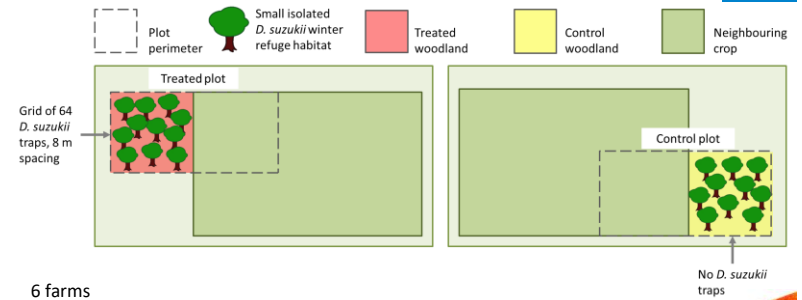 Plot
perimeter
Small isolated
D. suzukii winter
refuge habitat
Treated
woodland
Control
woodland
Neighbouring
crop
Treated plot
Grid of 64
D. suzukii
traps, 8 m
spacing
Control plot
No D. suzukii
traps
6 farms